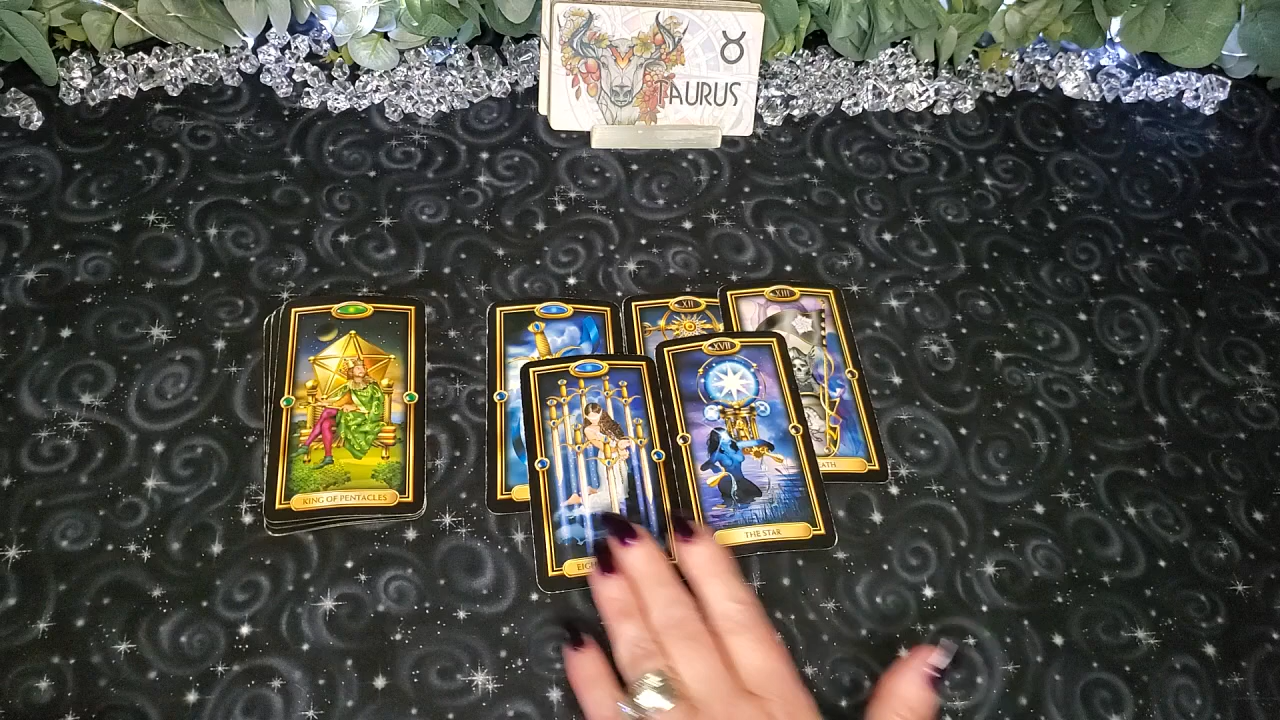 TAURUS
XII
XIII
XVII
KING OF PENTACLES
THE STAR